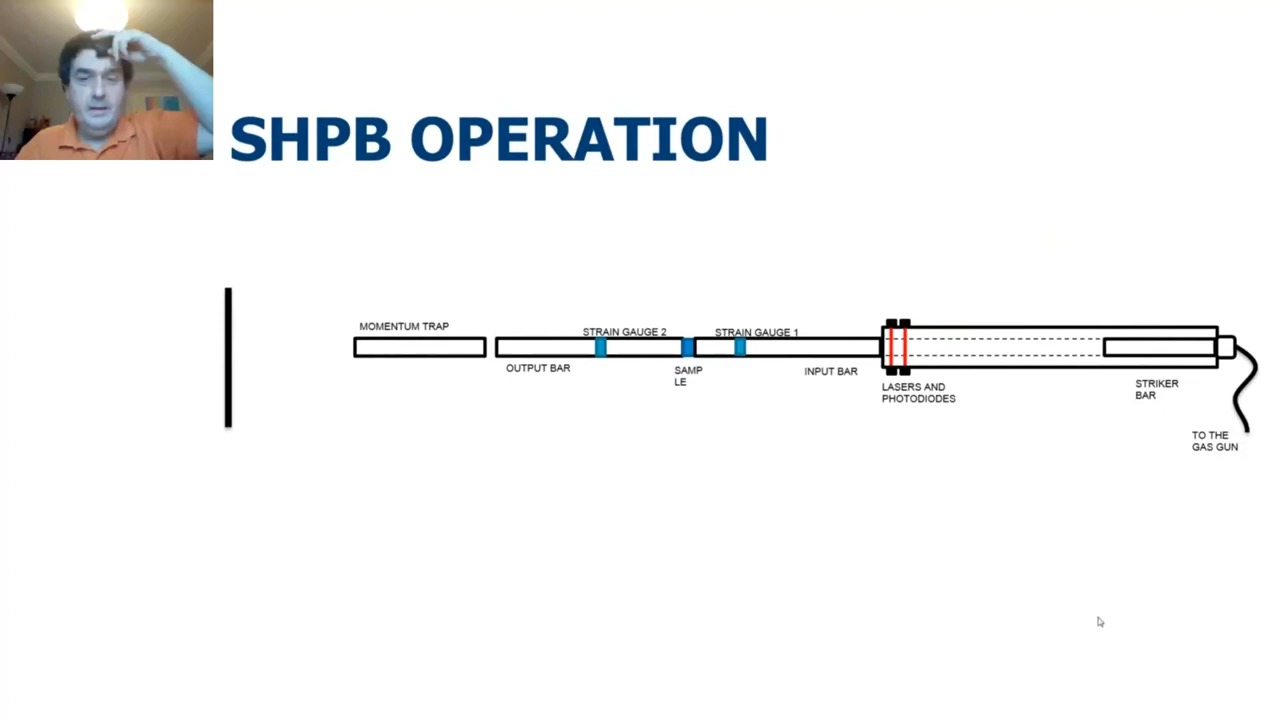 SHPB OPERATION
MOMENTUM TRAP
STRAIN GAUGE 2
STRAIN GAUGE 1
OUTPUT BAR
SAMP
LE
INPUT BAR
LASERS AND
PHOTODIODES
STRIKER
BAR
TO THE
GAS GUN